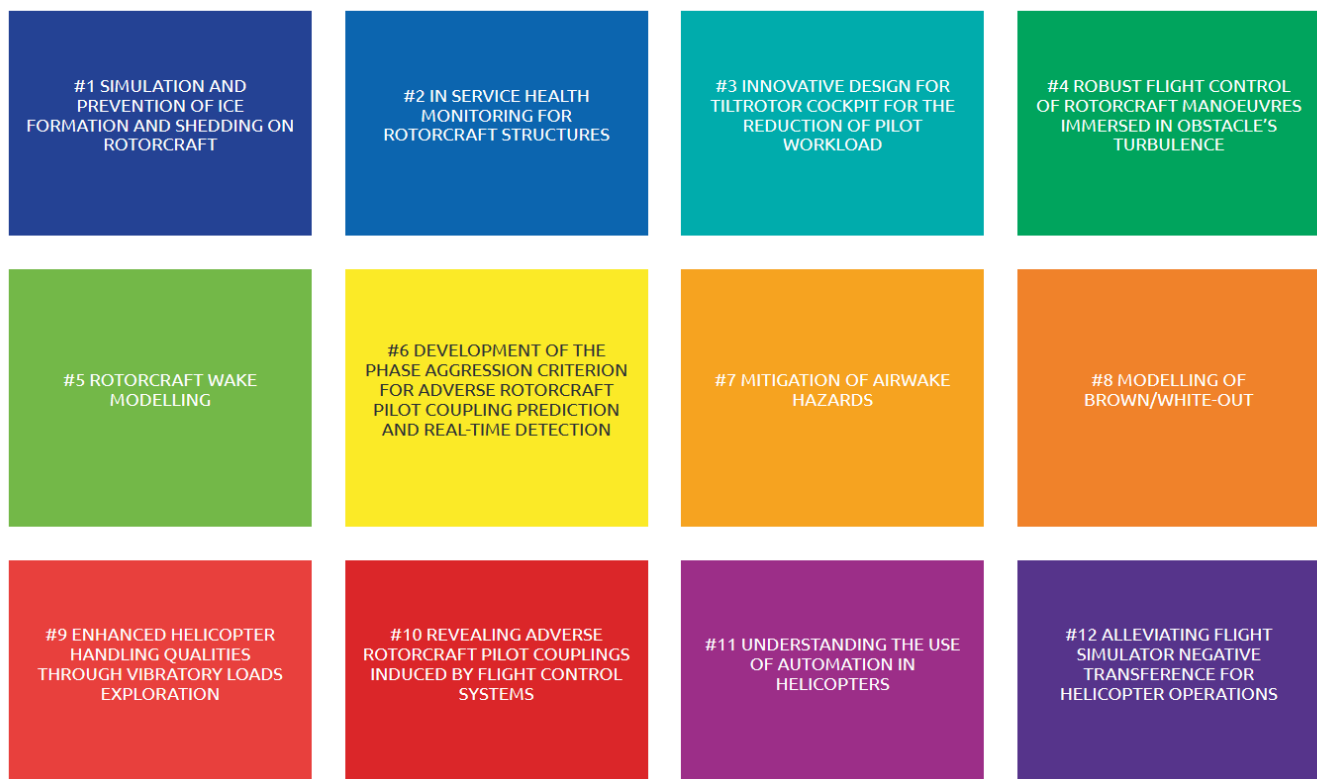 #1 SIMULATION AND
PREVENTION OF ICE
FORMATION AND SHEDDING ON
ROTORCRAFT
#2 IN SERVICE HEALTH
MONITORING FOR
ROTORCRAFT STRUCTURES
#3 INNOVATIVE DESIGN FOR
TILTROTOR COCKPIT FOR THE
REDUCTION OF PILOT
WORKLOAD
#4 ROBUST FLIGHT CONTROL
OF ROTORCRAFT MANOEUVRES
IMMERSED IN OBSTACLE'S
TURBULENCE
#5 ROTORCRAFT WAKE
MODELLING
#6 DEVELOPMENT OF THE
PHASE AGGRESSION CRITERION
FOR ADVERSE ROTORCRAFT
PILOT COUPLING PREDICTION
AND REAL-TIME DETECTION
#7 MITIGATION OF AIRWAKE
HAZARDS
#8 MODELLING OF
BROWN/WHITE-OUT
#9 ENHANCED HELICOPTER
HANDLING QUALITIES
THROUGH VIBRATORY LOADS
EXPLORATION
#10 REVEALING ADVERSE
ROTORCRAFT PILOT COUPLINGS
INDUCED BY FLIGHT CONTROL
SYSTEMS
#11 UNDERSTANDING THE USE
OF AUTOMATION IN
HELICOPTERS
#12 ALLEVIATING FLIGHT
SIMULATOR NEGATIVE
TRANSFERENCE FOR
HELICOPTER OPERATIONS